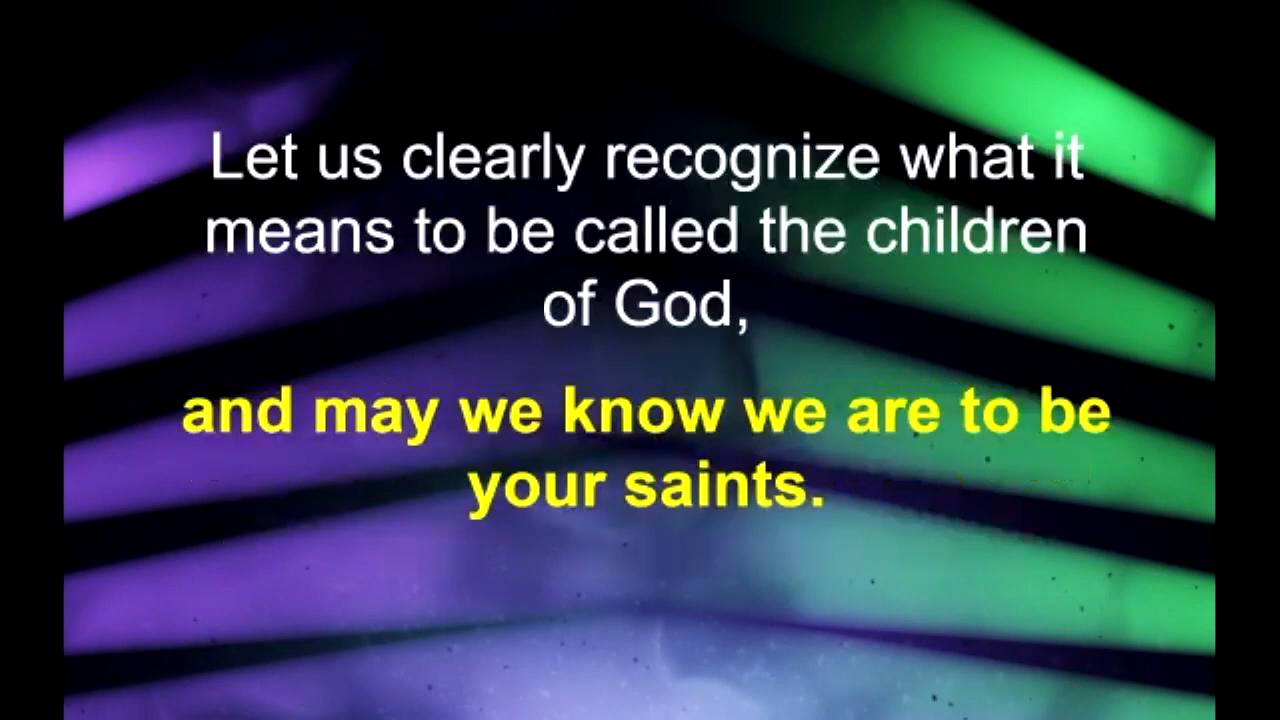 Let us clearly recognize what it
means to be called the children
of God,
and may we know we are to be
your saints.